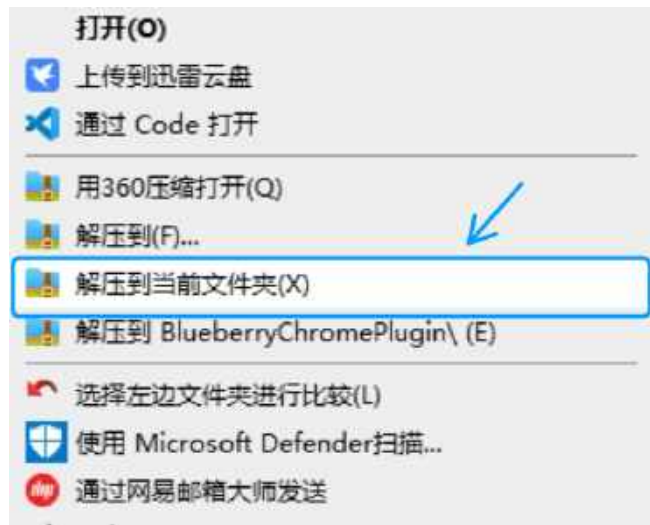 打开(O)
上传到迅雷云盘
通过 Code 打开
用360压缩打开(Q)
解压到(F)...
解压到当前文件夹(X)
解压到 BlueberryChromePlugin\ (E)
选择左边文件夹进行比较(L)
使用 Microsoft Defender扫描...
通过网易邮箱大师发送